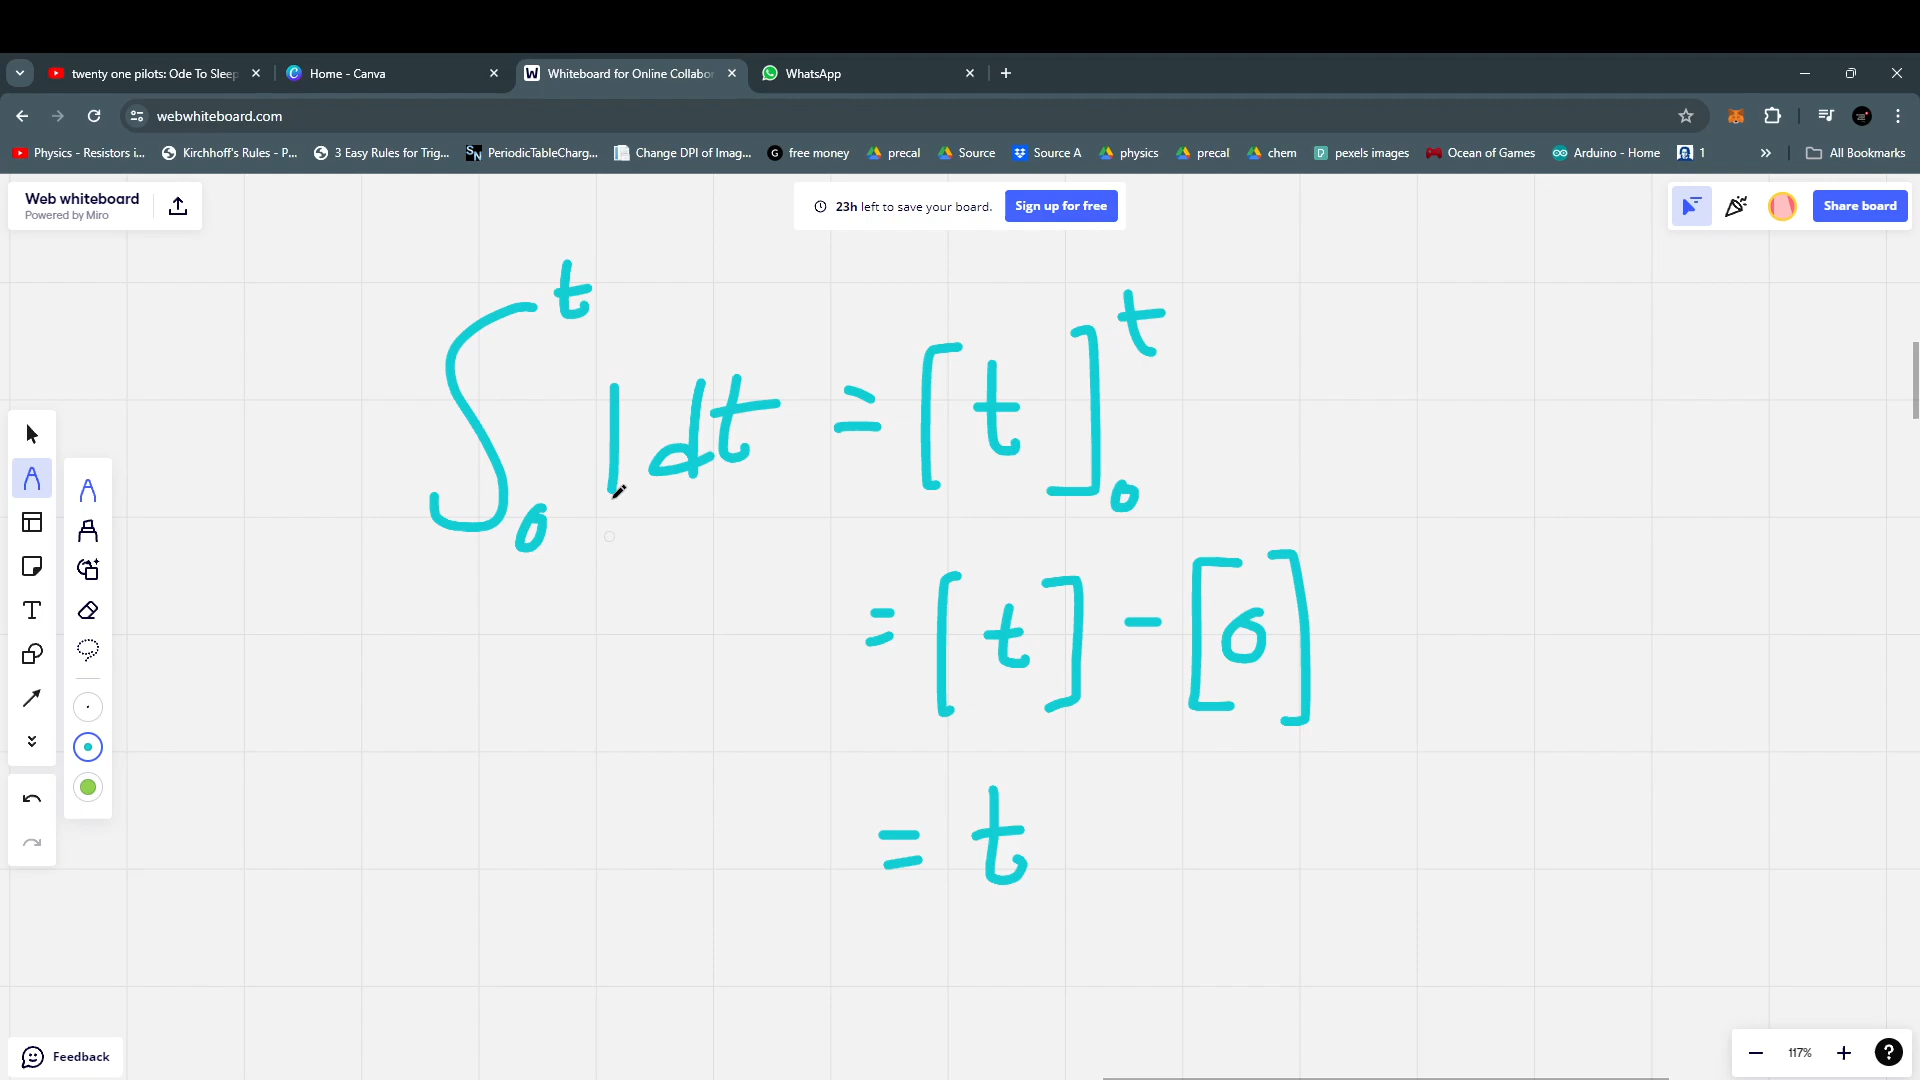 twenty one pilots: Ode To Sleep
Home - Canva
Whiteboard for Online Collabor
WhatsApp
webwhiteboard.com
Physics - Resistors i...
Kirchhoff's Rules - P...
3 Easy Rules for Trig...
PeriodicTableCharg...
Change DPI of Imag...
free money
precal
Source
Source A
physics
precal
chem
pexels images
Ocean of Games
Arduino - Home
1
All Bookmarks
Web whiteboard
Powered by Miro
23h left to save your board.
Sign up for free
Share board
∫₀ᵗ 1 dt = [t]₀ᵗ
= [t] - [0]
= t
Feedback
117%